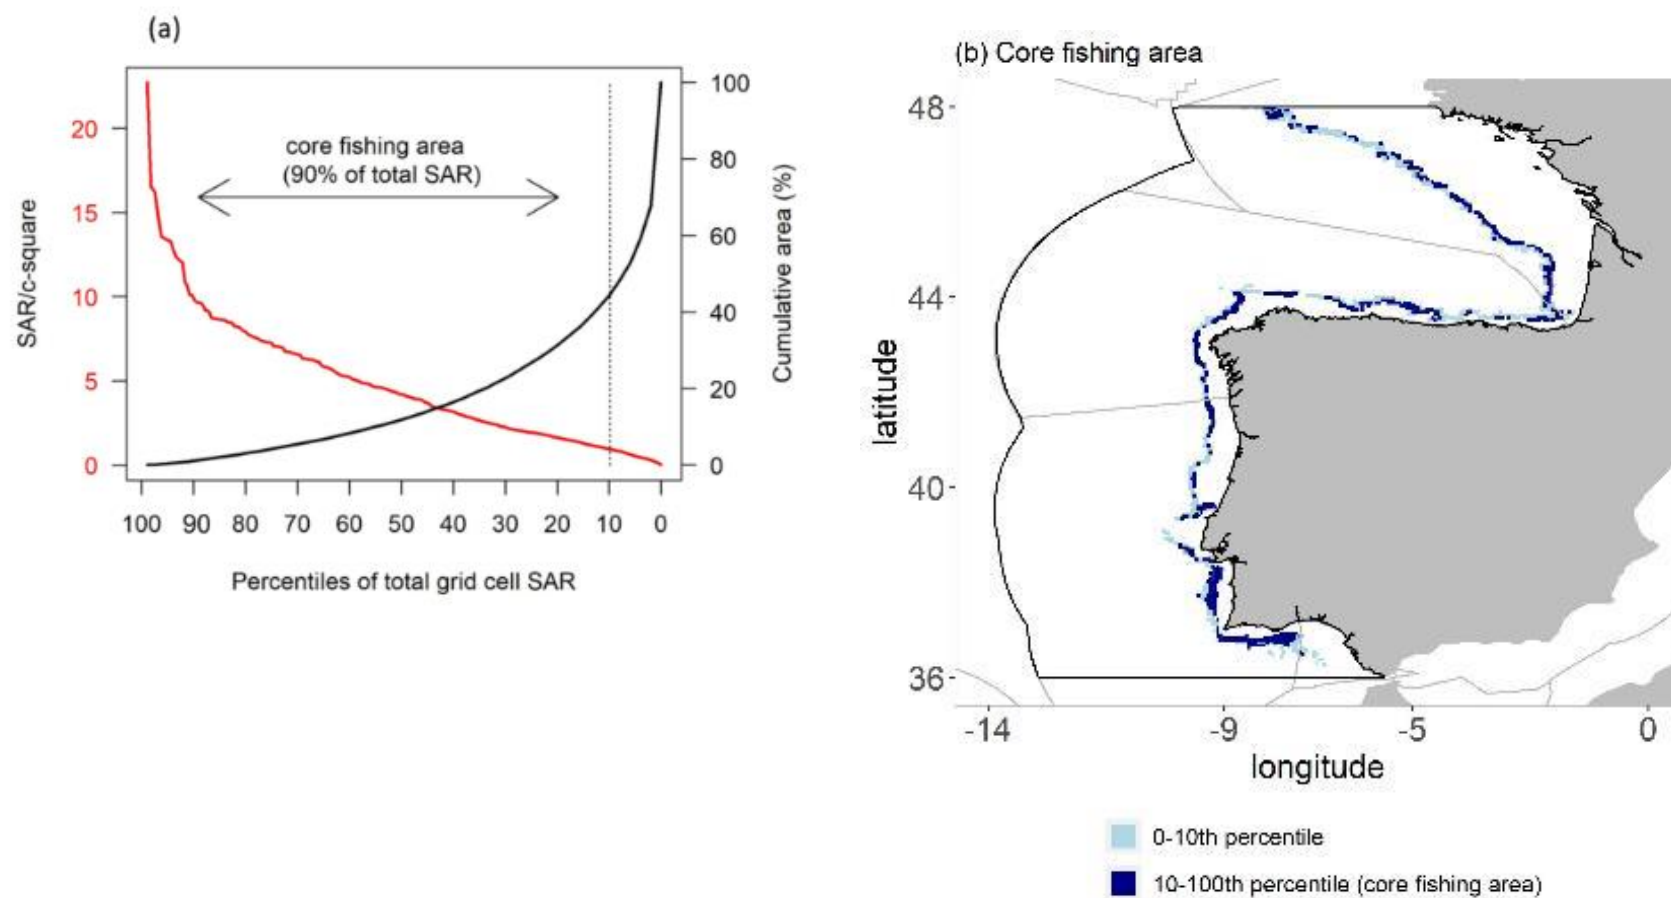 (a)
core fishing area
(90% of total SAR)
SAR/c-square
20
15
10
5
0
Cumulative area (%)
100
80
60
40
20
0
100 90 80 70 60 50 40 30 20 10 0
Percentiles of total grid cell SAR
(b) Core fishing area
latitude
48
44
40
36
-14 -9 -5 0
longitude
0-10th percentile
10-100th percentile (core fishing area)